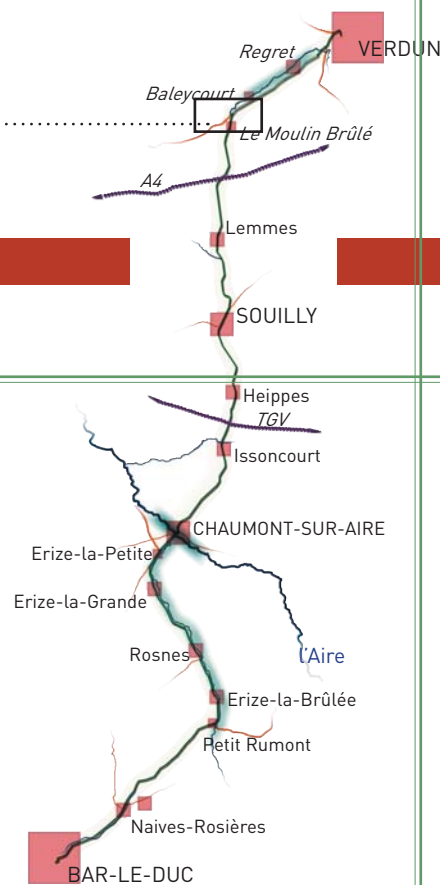 Regret
VERDUN
Baleycourt
Le Moulin Brûlé
A4
Lemmes
SOUILLY
Heippes
TGV
Issoncourt
CHAUMONT-SUR-AIRE
Erize-la-Petite
Erize-la-Grande
Rosnes
l'Aire
Erize-la-Brûlée
Petit Rumont
Naives-Rosières
BAR-LE-DUC